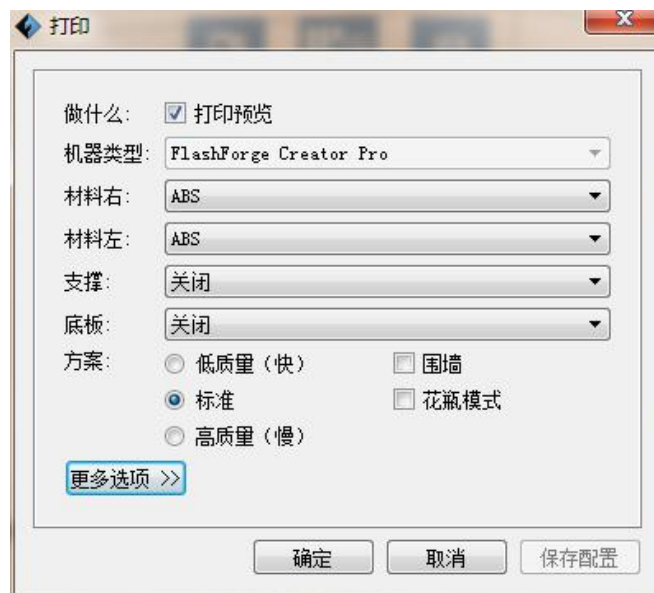 打印
做什么: 打印预览
机器类型: FlashForge Creator Pro
材料右: ABS
材料左: ABS
支撑: 关闭
底板: 关闭
方案: 低质量（快） 围墙
标准 花瓶模式
高质量（慢）
更多选项 >>
确定 取消 保存配置